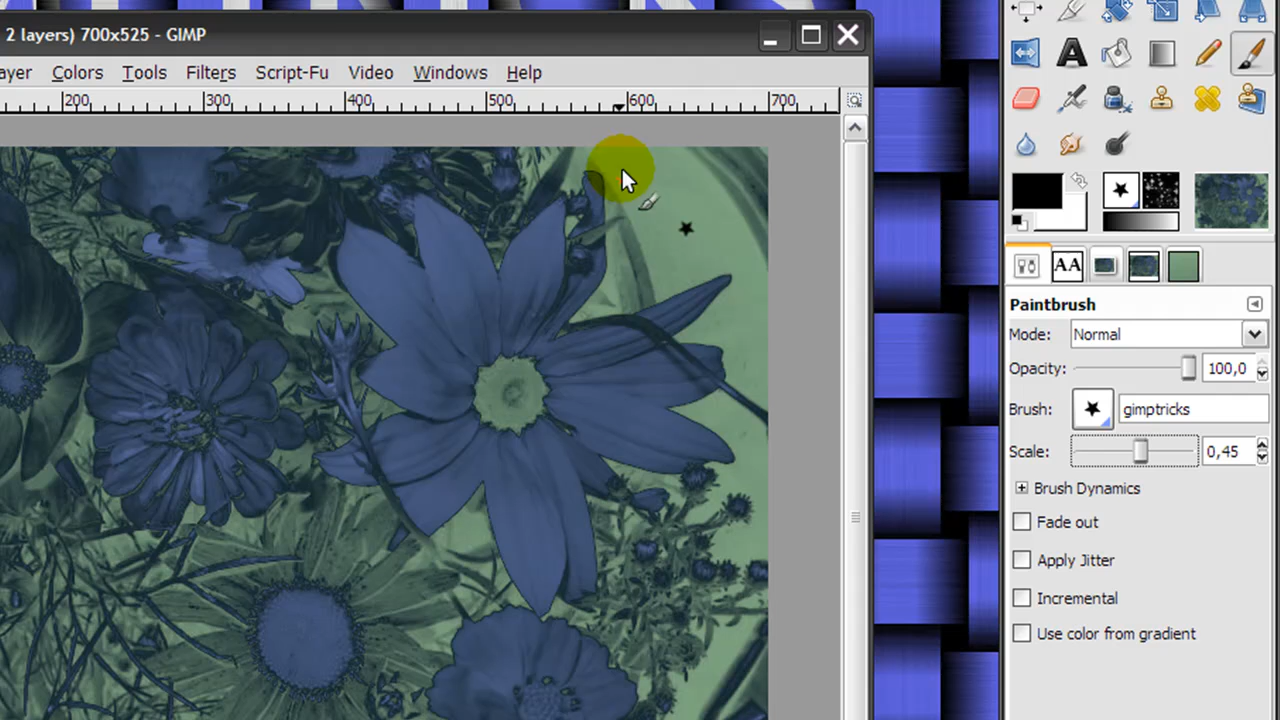 2 layers) 700x525 - GIMP
ayer Colors Tools Filters Script-Fu Video Windows Help
200 300 400 500 600 700
AA
Paintbrush
Mode: Normal
Opacity: 100,0
Brush: gimptricks
Scale: 0,45
Brush Dynamics
Fade out
Apply Jitter
Incremental
Use color from gradient